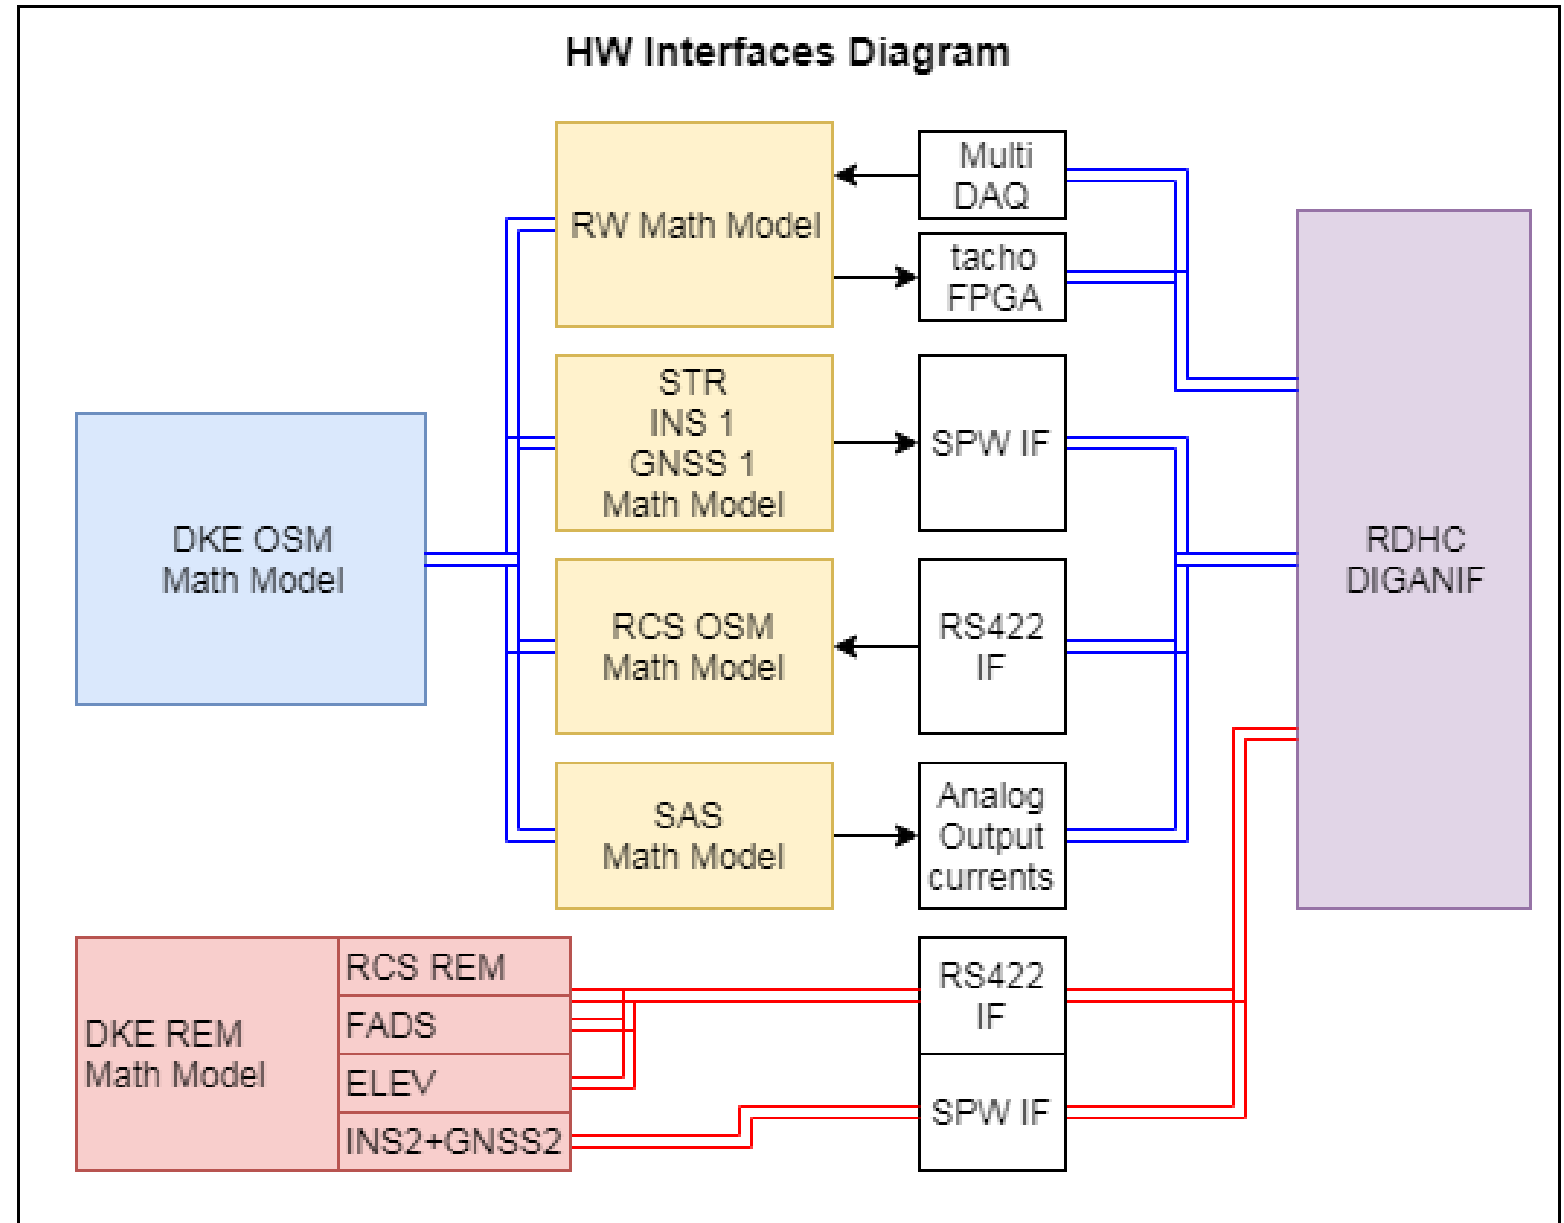 HW Interfaces Diagram
RW Math Model
Multi
DAQ
tacho
FPGA
STR
INS 1
GNSS 1
Math Model
SPW IF
DKE OSM
Math Model
RCS OSM
Math Model
RS422
IF
RDHC
DIGANIF
SAS
Math Model
Analog
Output
currents
DKE REM
Math Model
RCS REM
FADS
ELEV
INS2+GNSS2
RS422
IF
SPW IF